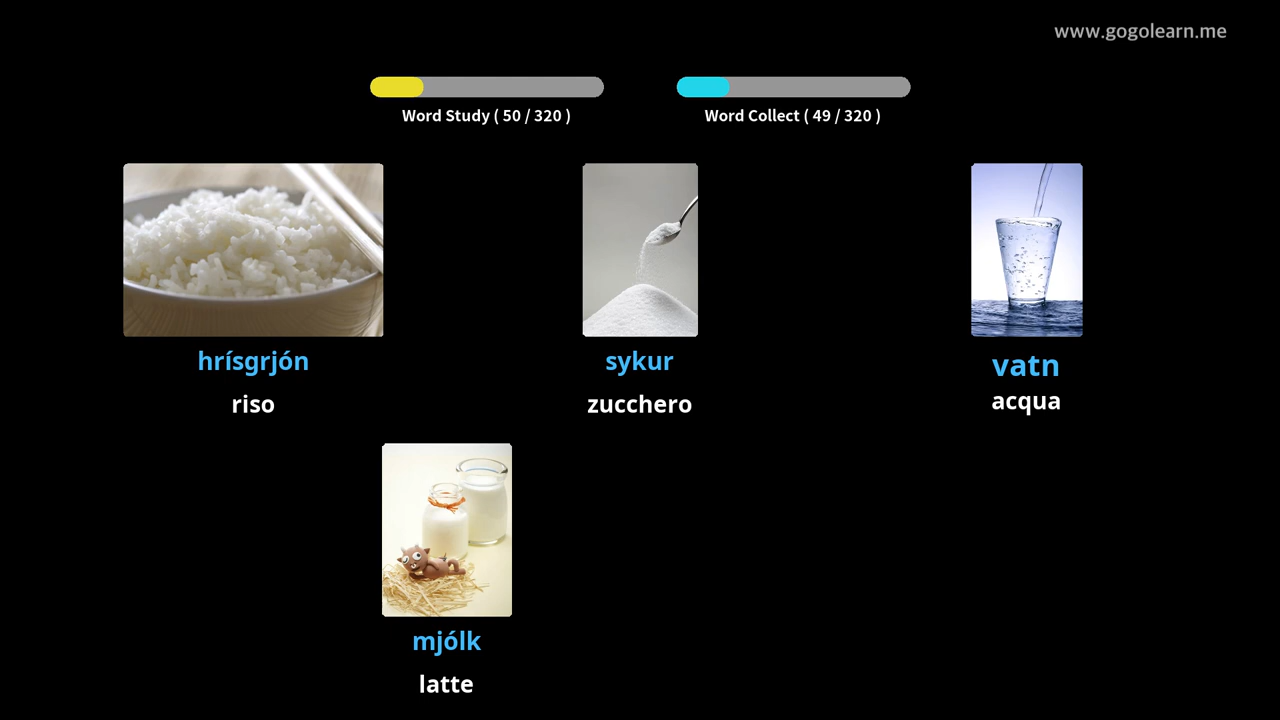 www.gogolearn.me
Word Study ( 50 / 320 )
Word Collect ( 49 / 320 )
hrísgrjón
riso
sykur
zucchero
vatn
acqua
mjólk
latte